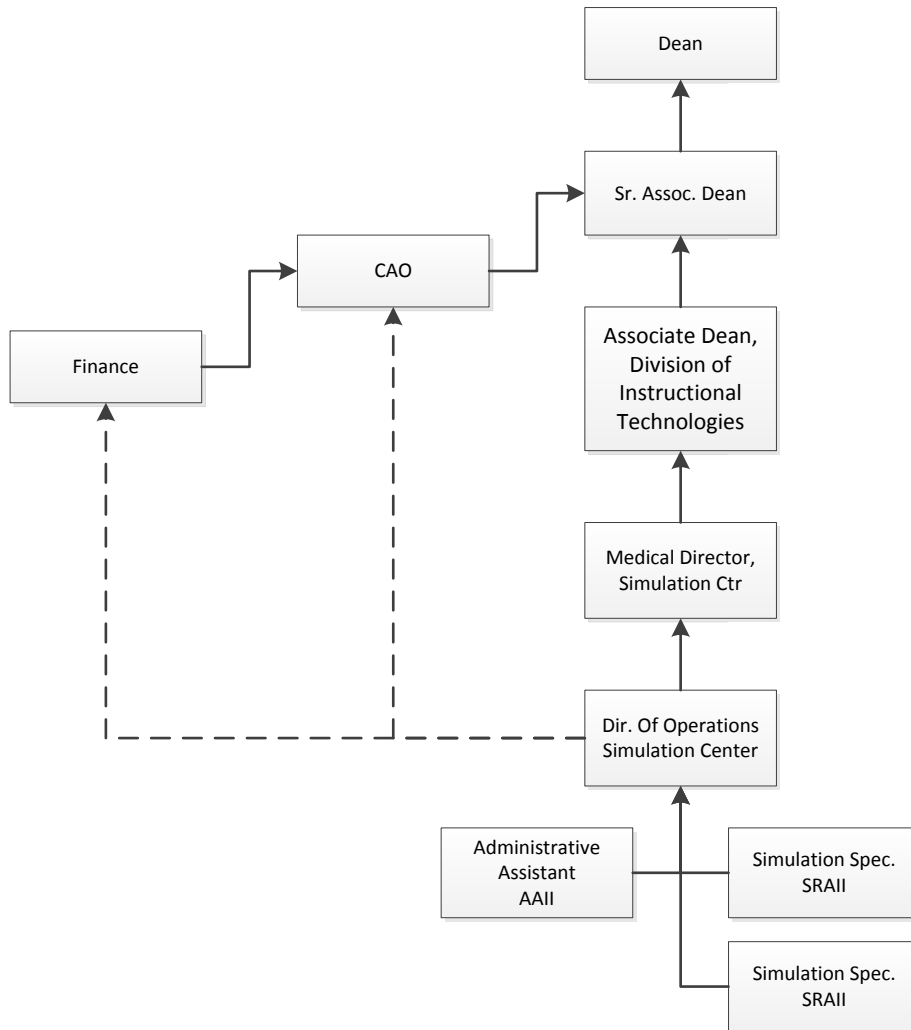 Dean
Sr. Assoc. Dean
CAO
Finance
Associate Dean,
Division of
Instructional
Technologies
Medical Director,
Simulation Ctr
Dir. Of Operations
Simulation Center
Administrative
Assistant
AAII
Simulation Spec.
SRAII
Simulation Spec.
SRAII